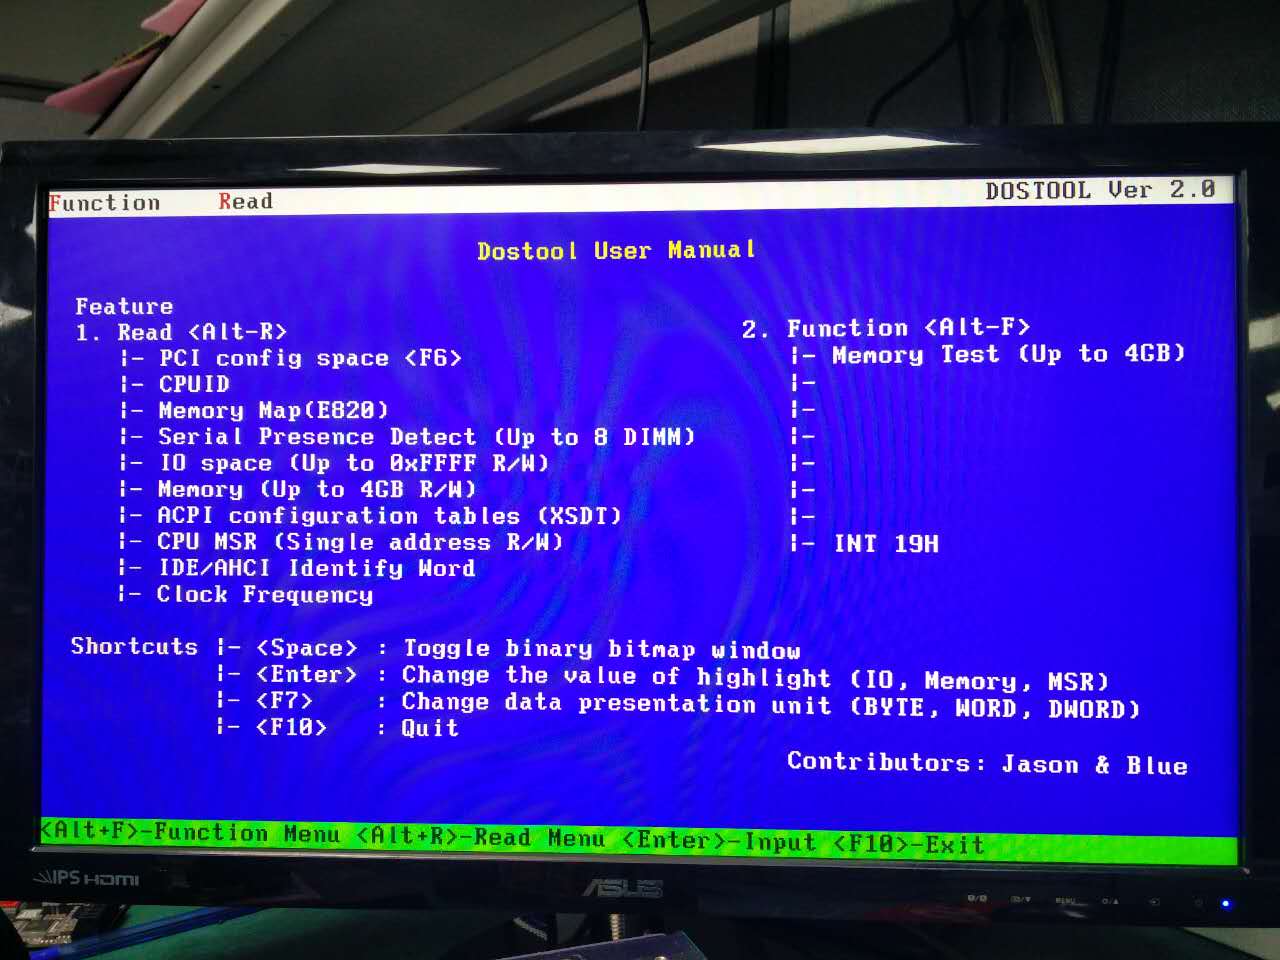 Function Read DOSTOOL Ver 2.0
Dostool User Manual
Feature
1. Read <Alt-R>
¦- PCI config space <F6>
¦- CPUID
¦- Memory Map(E820)
¦- Serial Presence Detect (Up to 8 DIMM)
¦- IO space (Up to 0xFFFF R/W)
¦- Memory (Up to 4GB R/W)
¦- ACPI configuration tables (XSDT)
¦- CPU MSR (Single address R/W)
¦- IDE/AHCI Identify Word
¦- Clock Frequency
2. Function <Alt-F>
¦- Memory Test (Up to 4GB)
¦-
¦-
¦-
¦-
¦-
¦-
¦- INT 19H
Shortcuts ¦- <Space> : Toggle binary bitmap window
¦- <Enter> : Change the value of highlight (IO, Memory, MSR)
¦- <F7> : Change data presentation unit (BYTE, WORD, DWORD)
¦- <F10> : Quit
Contributors: Jason & Blue
<Alt+F>-Function Menu <Alt+R>-Read Menu <Enter>-Input <F10>-Exit
IPS HDMI
ASUS
MENU